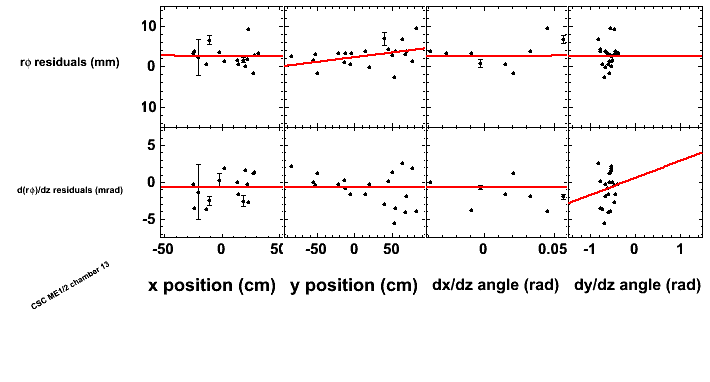 15
10
rϕ residuals (mm)
5
0
10
5
d(rϕ)/dz residuals (mrad)
0
-5
-50 0 50 -50 0 50 0 0.05 -1 0 1
x position (cm) y position (cm) dx/dz angle (rad) dy/dz angle (rad)
CSC ME1/2 chamber 13